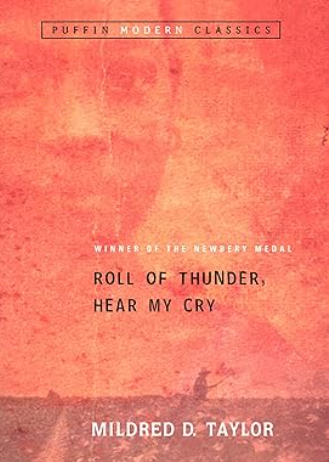 PUFFIN MODERN CLASSICS
WINNER OF THE NEWBERY MEDAL
ROLL OF THUNDER,
HEAR MY CRY
MILDRED D. TAYLOR